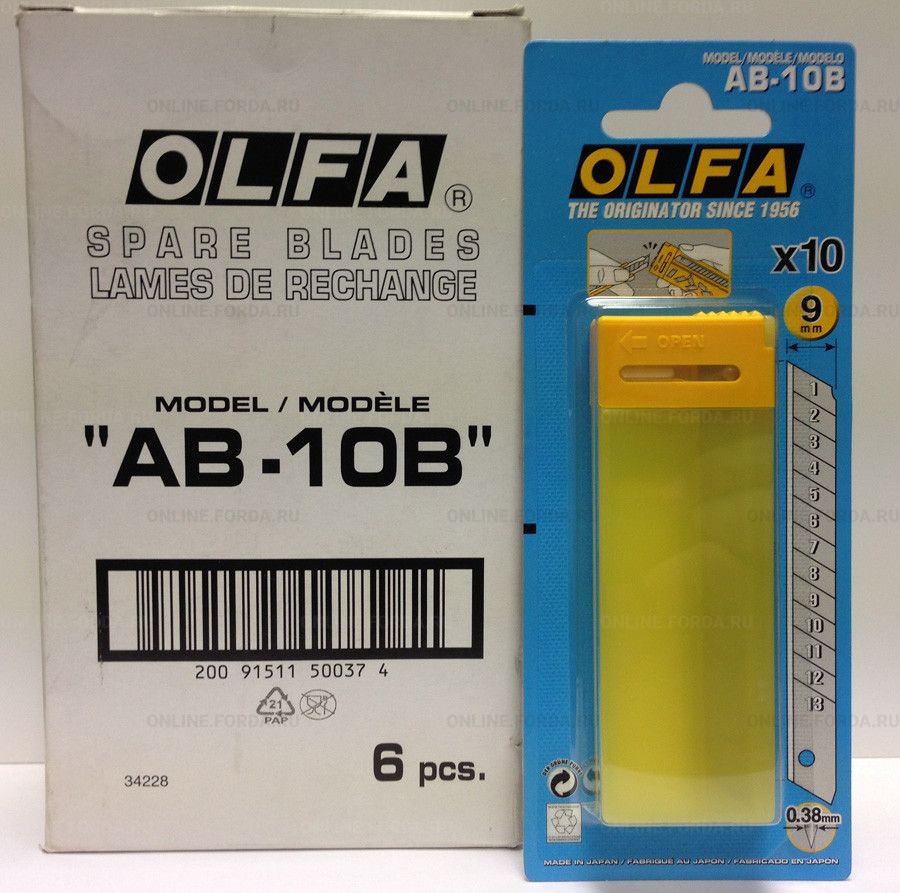 OLFA®
SPARE BLADES
LAMES DE RECHANGE
MODEL / MODÈLE
"AB-10B"
200 91511 50037 4
21
PAP
34228
6 pcs.
MODEL/MODÈLE/MODELO
AB-10B
OLFA®
THE ORIGINATOR SINCE 1956
x10
9
mm
OPEN
1
2
3
4
5
6
7
8
9
10
11
12
13
DER GRÜNE PUNKT
0.38mm
MADE IN JAPAN / FABRIQUÉ AU JAPON / FABRICADO EN JAPÓN
ONLINE.FORDA.RU